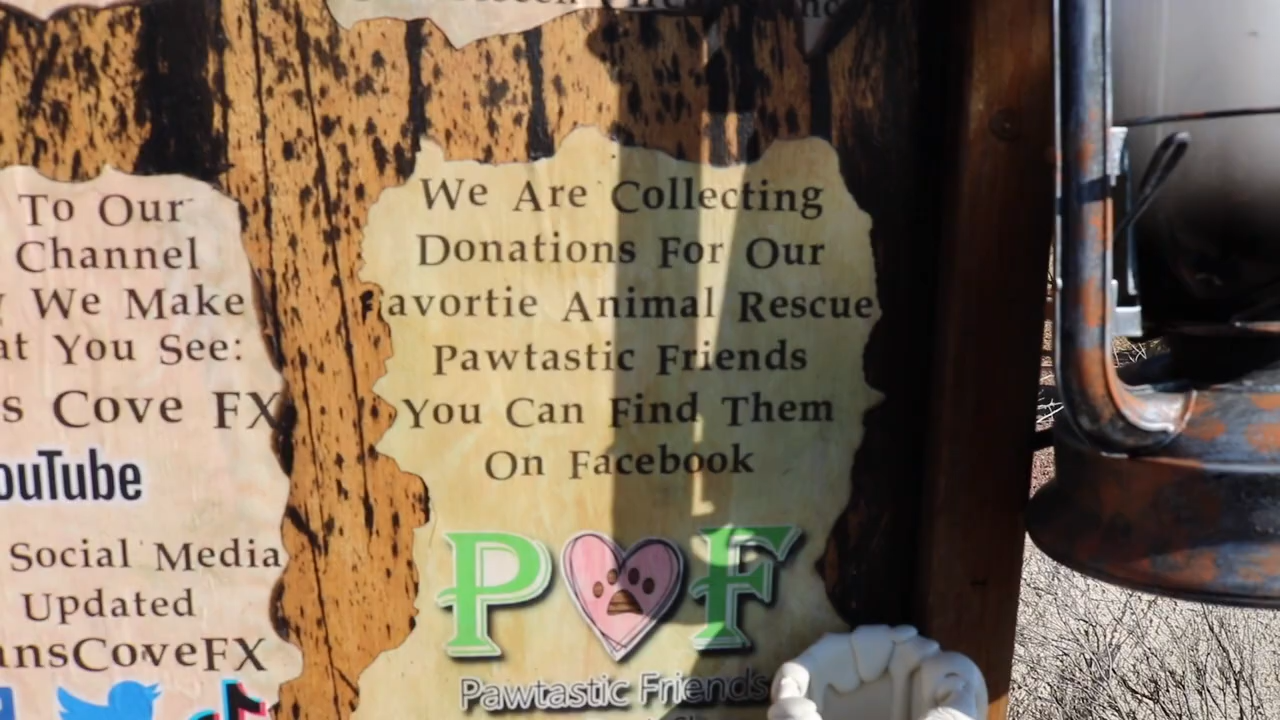 To Our
Channel
We Make
at You See:
s Cove FX
ouTube
Social Media
Updated
ansCoveFX
We Are Collecting
Donations For Our
Favortie Animal Rescue
Pawtastic Friends
You Can Find Them
On Facebook
P F
Pawtastic Friends